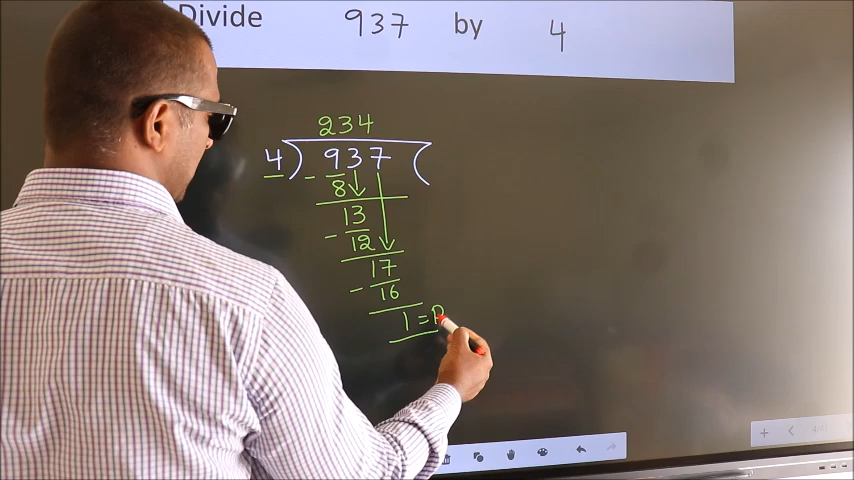 Divide 937 by 4
234
4 ) 937 (
- 8
13
- 12
17
- 16
1 = R